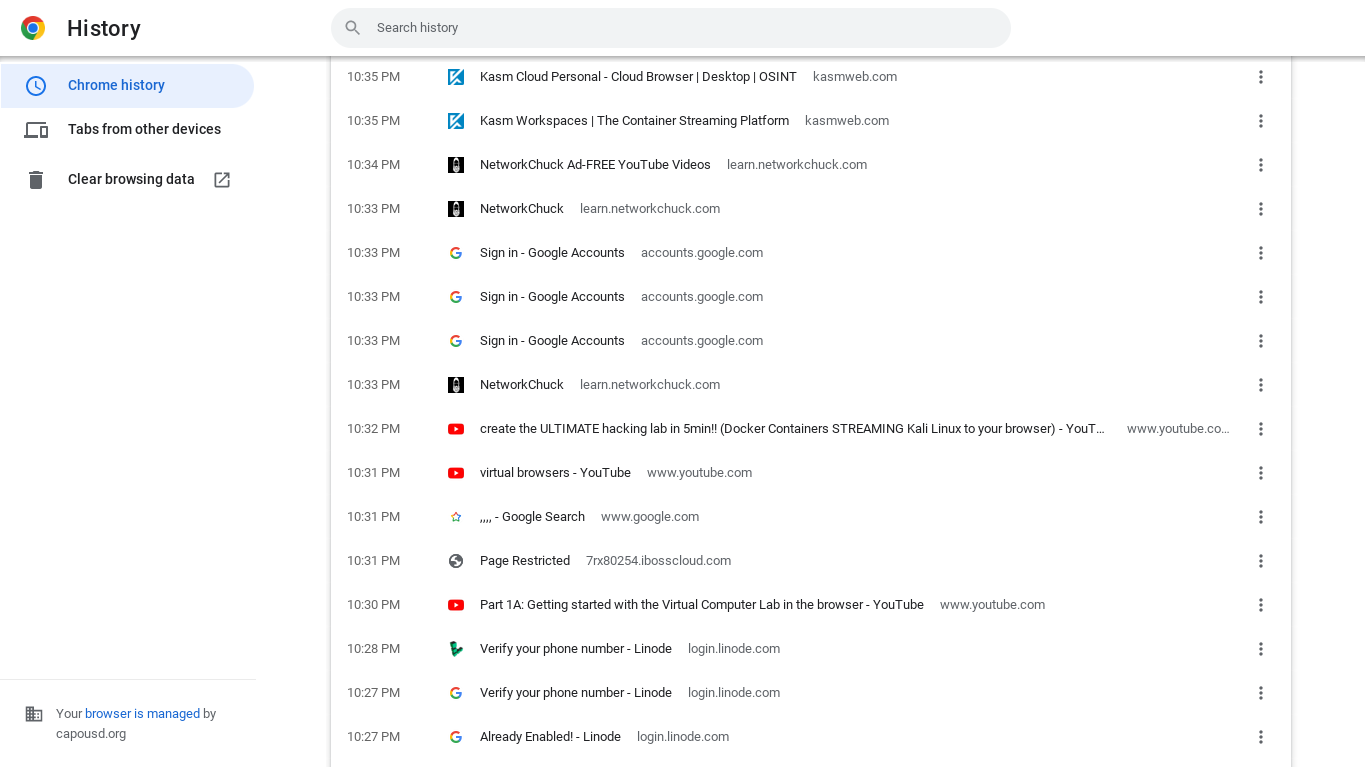 History
Search history
Chrome history
Tabs from other devices
Clear browsing data
10:35 PM Kasm Cloud Personal - Cloud Browser | Desktop | OSINT kasmweb.com
10:35 PM Kasm Workspaces | The Container Streaming Platform kasmweb.com
10:34 PM NetworkChuck Ad-FREE YouTube Videos learn.networkchuck.com
10:33 PM NetworkChuck learn.networkchuck.com
10:33 PM Sign in - Google Accounts accounts.google.com
10:33 PM Sign in - Google Accounts accounts.google.com
10:33 PM Sign in - Google Accounts accounts.google.com
10:33 PM NetworkChuck learn.networkchuck.com
10:32 PM create the ULTIMATE hacking lab in 5min!! (Docker Containers STREAMING Kali Linux to your browser) - YouT… www.youtube.co…
10:31 PM virtual browsers - YouTube www.youtube.com
10:31 PM ,,,, - Google Search www.google.com
10:31 PM Page Restricted 7rx80254.ibosscloud.com
10:30 PM Part 1A: Getting started with the Virtual Computer Lab in the browser - YouTube www.youtube.com
10:28 PM Verify your phone number - Linode login.linode.com
10:27 PM Verify your phone number - Linode login.linode.com
10:27 PM Already Enabled! - Linode login.linode.com
Your browser is managed by
capousd.org